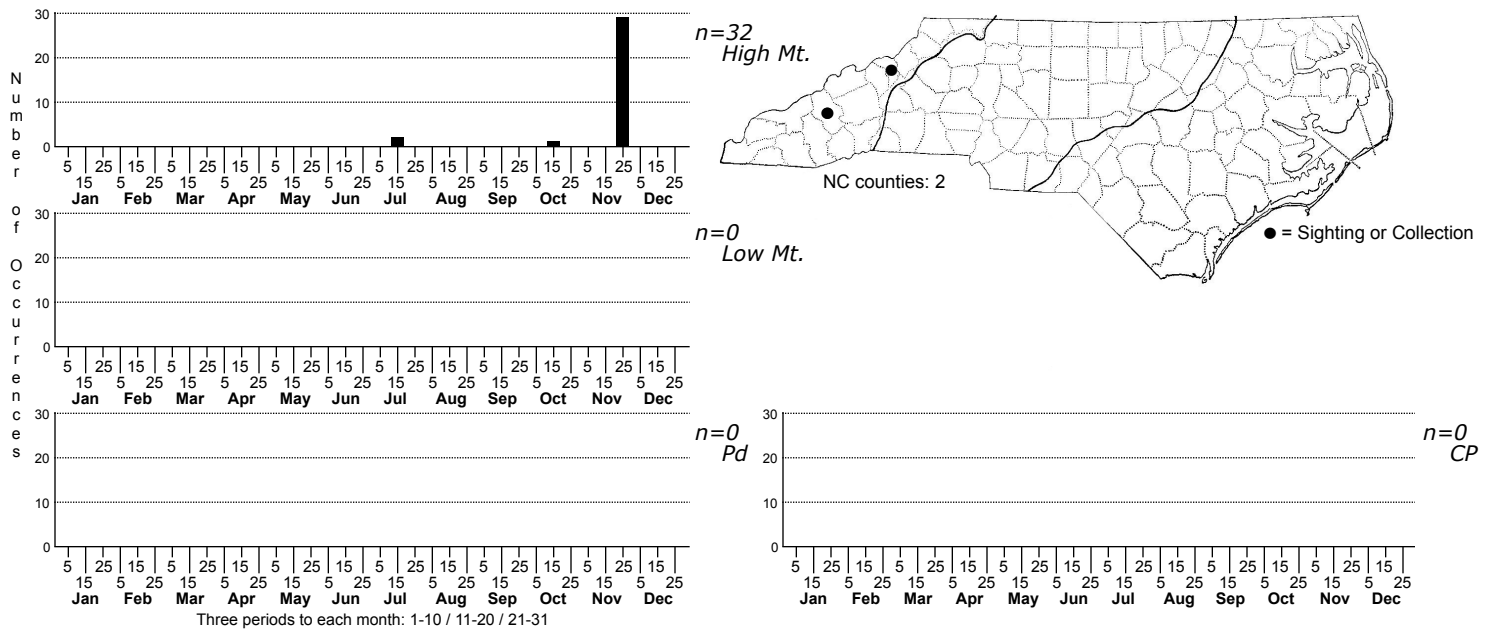 Number of Occurrences
30
20
10
0
5 25 15 5 25 15 5 25 15 5 25 15 5 25 15 5 25 15
15 5 25 15 5 25 15 5 25 15 5 25 15 5 25 15 5 25
Jan Feb Mar Apr May Jun Jul Aug Sep Oct Nov Dec
n=32
High Mt.
NC counties: 2
● = Sighting or Collection
30
20
10
0
5 25 15 5 25 15 5 25 15 5 25 15 5 25 15 5 25 15
15 5 25 15 5 25 15 5 25 15 5 25 15 5 25 15 5 25
Jan Feb Mar Apr May Jun Jul Aug Sep Oct Nov Dec
n=0
Low Mt.
30
20
10
0
5 25 15 5 25 15 5 25 15 5 25 15 5 25 15 5 25 15
15 5 25 15 5 25 15 5 25 15 5 25 15 5 25 15 5 25
Jan Feb Mar Apr May Jun Jul Aug Sep Oct Nov Dec
n=0
Pd
Three periods to each month: 1-10 / 11-20 / 21-31
30
20
10
0
5 25 15 5 25 15 5 25 15 5 25 15 5 25 15 5 25 15
15 5 25 15 5 25 15 5 25 15 5 25 15 5 25 15 5 25
Jan Feb Mar Apr May Jun Jul Aug Sep Oct Nov Dec
n=0
CP